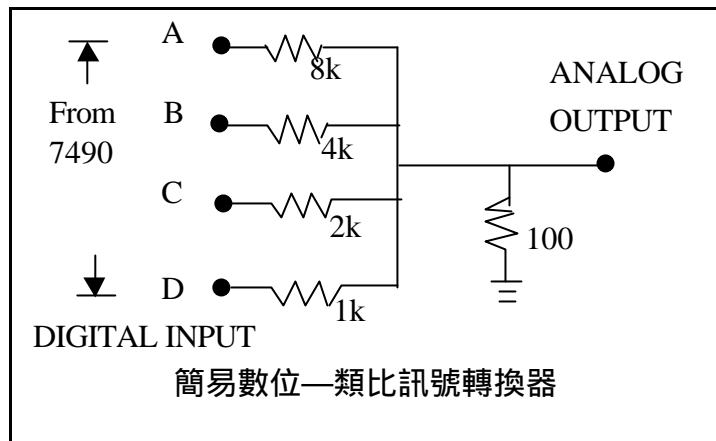 A
8k
From
7490
B
4k
C
2k
D
1k
DIGITAL INPUT
ANALOG
OUTPUT
100
簡易數位—類比訊號轉換器